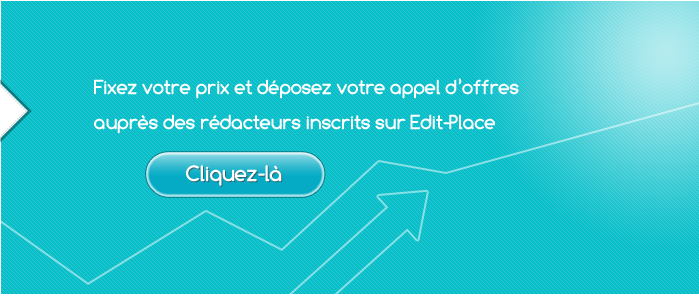 Fixez votre prix et déposez votre appel d'offres
auprès des rédacteurs inscrits sur Edit-Place
Cliquez-là